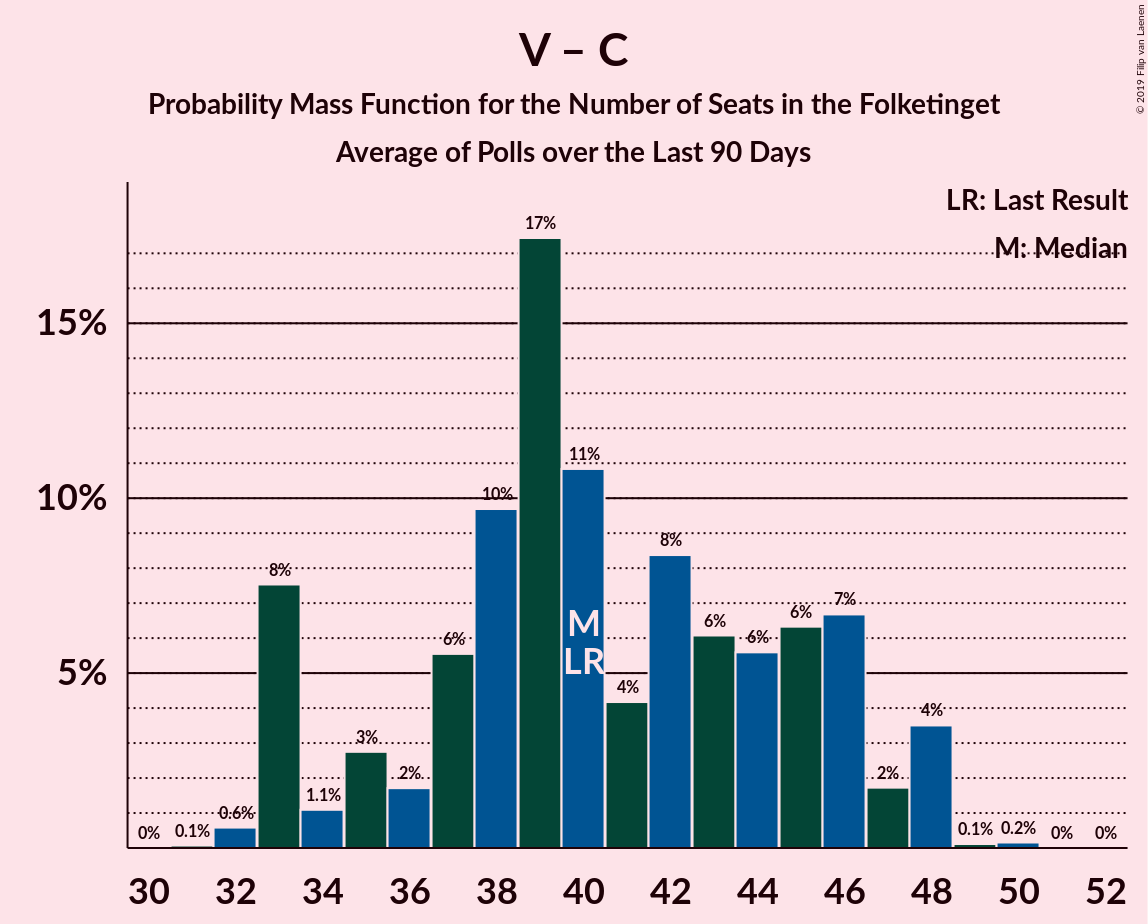 V – C
Probability Mass Function for the Number of Seats in the Folketinget
Average of Polls over the Last 90 Days
© 2019 Filip van Laenen
LR: Last Result
M: Median
15%
10%
5%
0%
0.1%
0.6%
8%
1.1%
3%
2%
6%
10%
17%
11%
4%
8%
6%
6%
6%
7%
2%
4%
0.1%
0.2%
0%
0%
M
LR
30 32 34 36 38 40 42 44 46 48 50 52